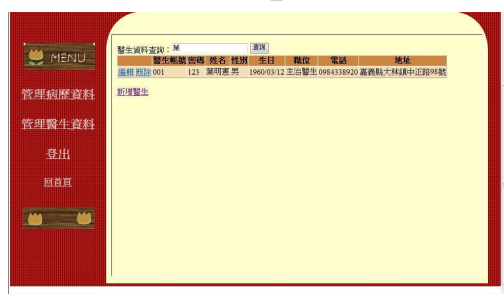 MENU
管理病歷資料
管理醫生資料
登出
回首頁
醫生資料查詢：葉 查詢
醫生帳號 密碼 姓名 性別 生日 職位 電話 地址
編輯 刪除 001 123 葉明憲 男 1960/03/12 主治醫生 0984338920 嘉義縣大林鎮中正路98號
新增醫生